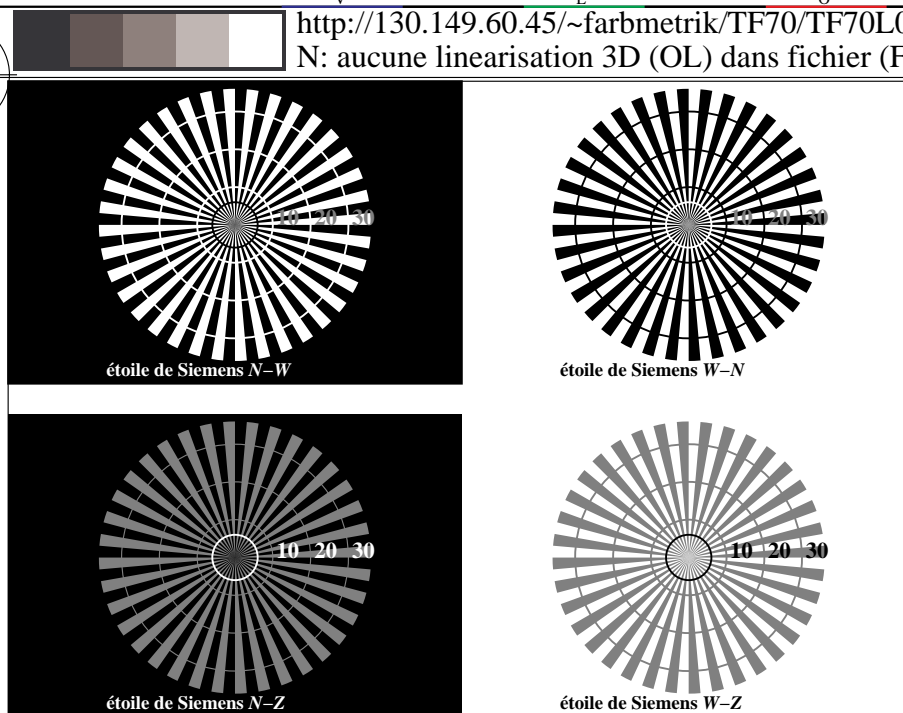 V L O
http://130.149.60.45/~farbmetrik/TF70/TF70L0
N: aucune linearisation 3D (OL) dans fichier (F
10 20 30
10 20 30
étoile de Siemens N–W
étoile de Siemens W–N
10 20 30
10 20 30
étoile de Siemens N–Z
étoile de Siemens W–Z